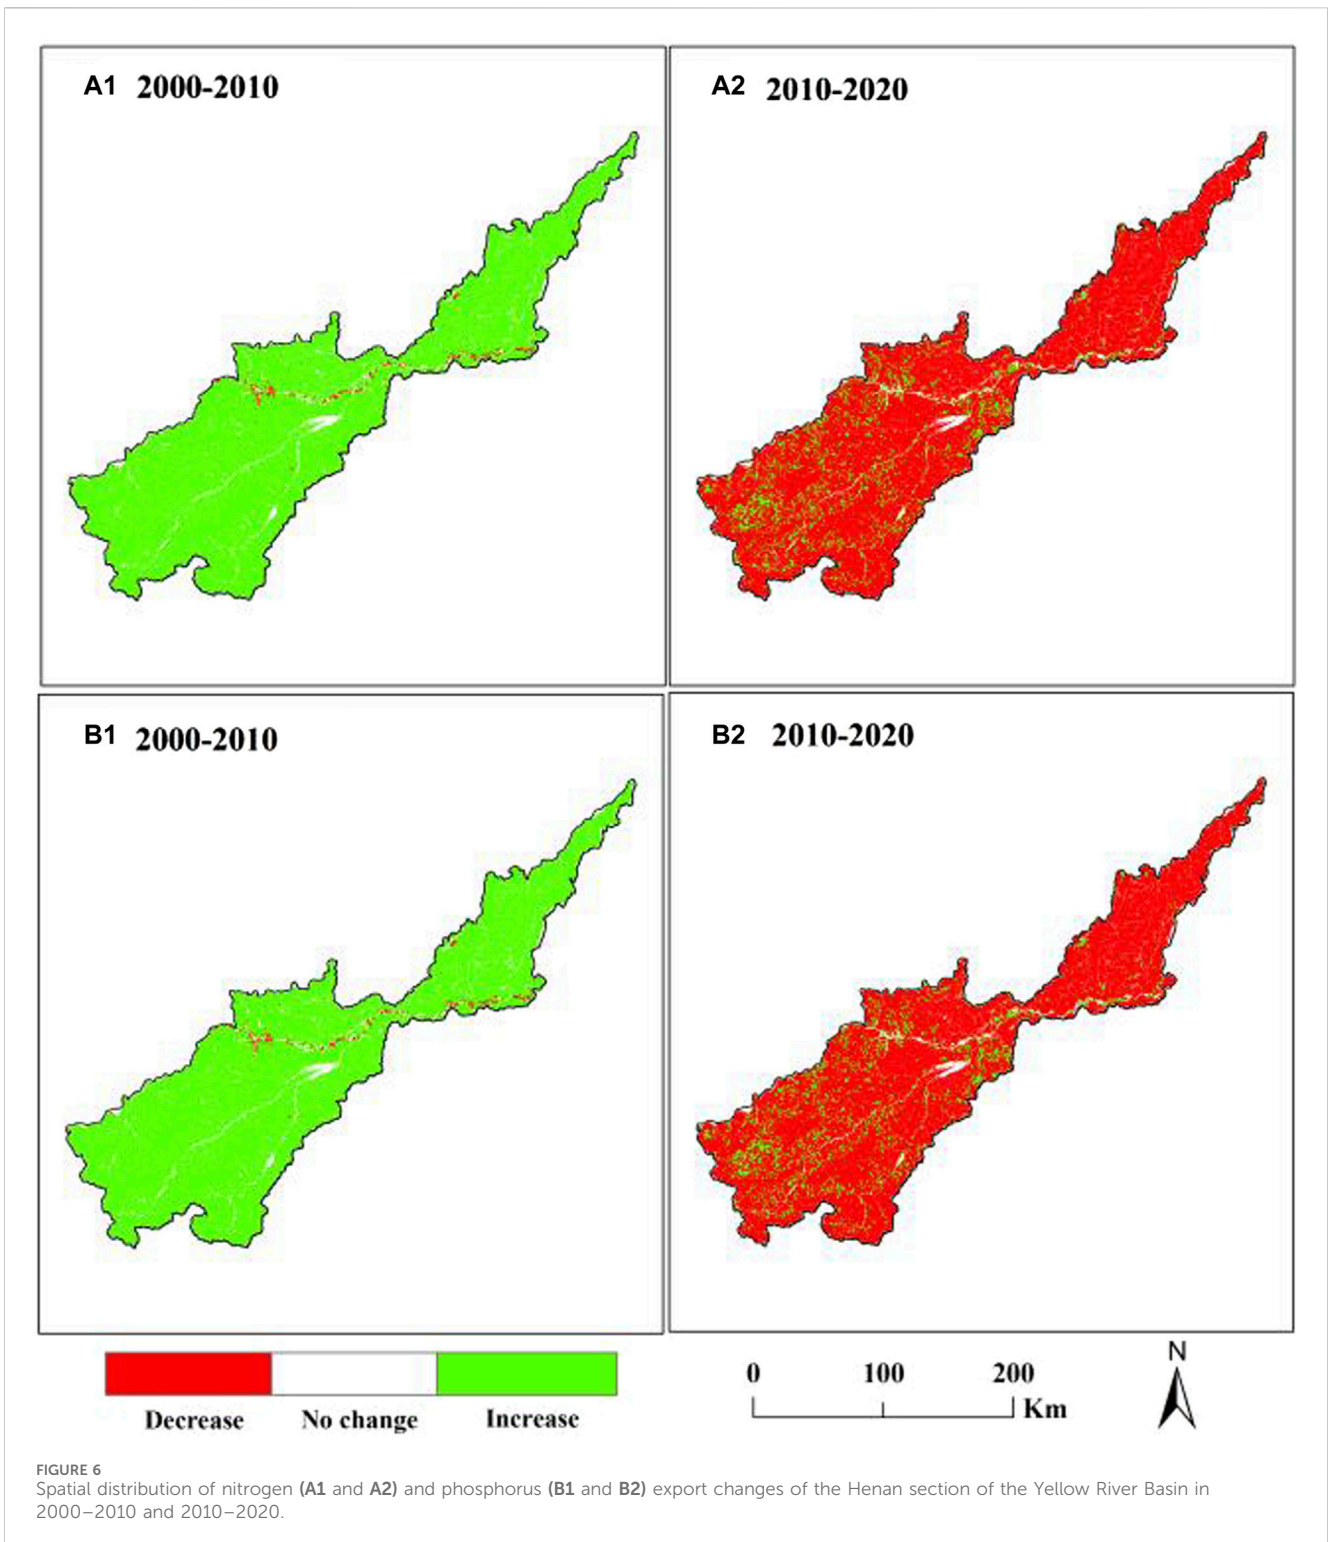 A1 2000-2010
A2 2010-2020
B1 2000-2010
B2 2010-2020
Decrease No change Increase
0 100 200
Km
N
FIGURE 6
Spatial distribution of nitrogen (A1 and A2) and phosphorus (B1 and B2) export changes of the Henan section of the Yellow River Basin in
2000–2010 and 2010–2020.